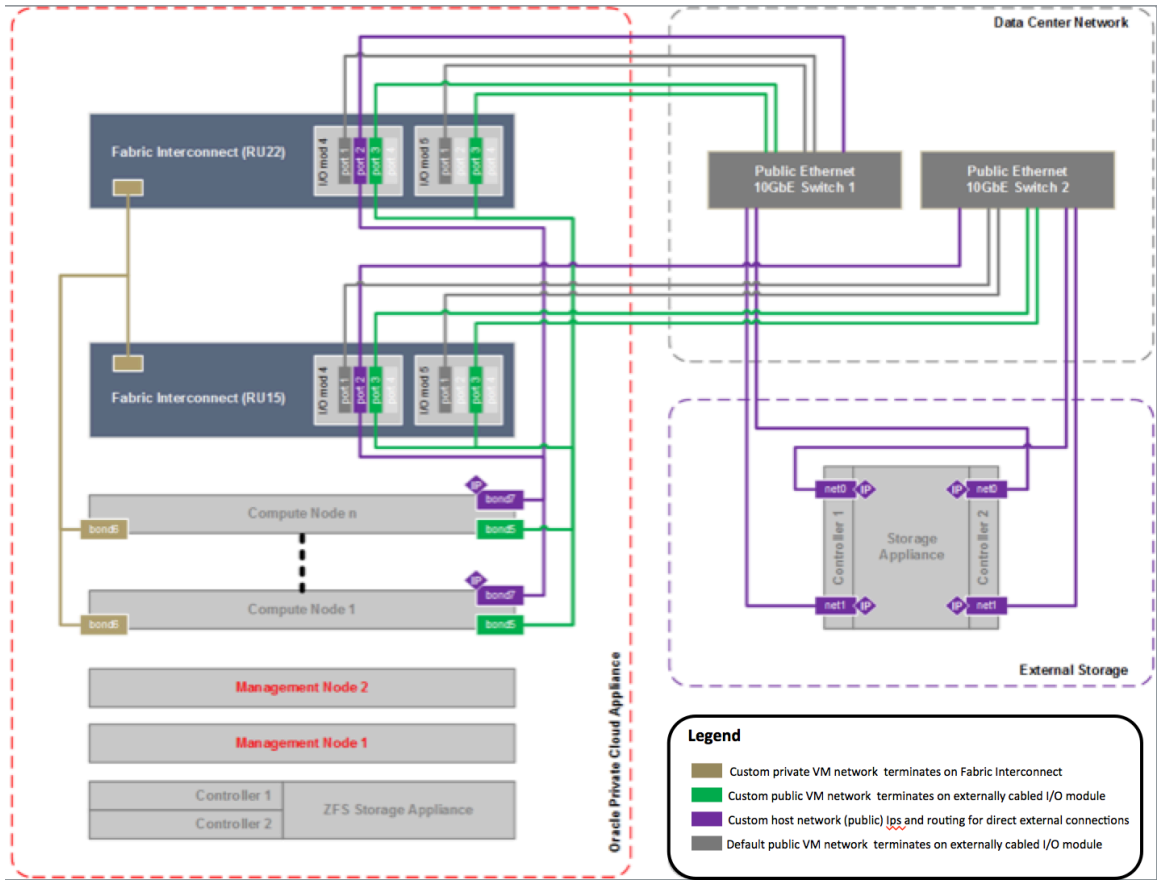 Data Center Network
Fabric Interconnect (RU22)
I/O mod 4
port 1
port 2
port 3
port 4
I/O mod 5
port 1
port 3
port 4
Public Ethernet
10GbE Switch 1
Public Ethernet
10GbE Switch 2
Fabric Interconnect (RU15)
I/O mod 4
port 1
port 2
port 3
port 4
I/O mod 5
port 1
port 3
port 4
IP
bond7
Compute Node n
bond6
bond5
IP
bond7
Compute Node 1
bond6
bond5
net0
IP
IP
net0
Controller 1
Storage
Appliance
Controller 2
net1
IP
IP
net1
External Storage
Management Node 2
Management Node 1
Controller 1
Controller 2
ZFS Storage Appliance
Oracle Private Cloud Appliance
Legend
Custom private VM network terminates on Fabric Interconnect
Custom public VM network terminates on externally cabled I/O module
Custom host network (public) Ips and routing for direct external connections
Default public VM network terminates on externally cabled I/O module